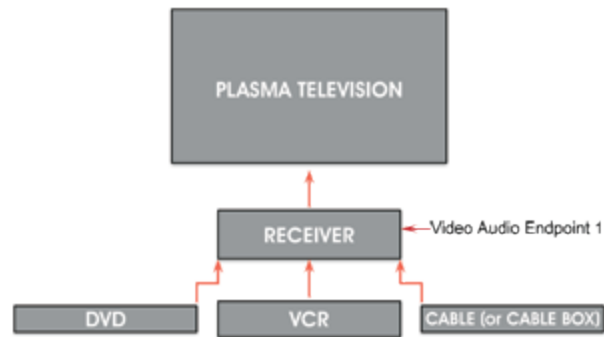 PLASMA TELEVISION
RECEIVER
Video Audio Endpoint 1
DVD
VCR
CABLE (or CABLE BOX)